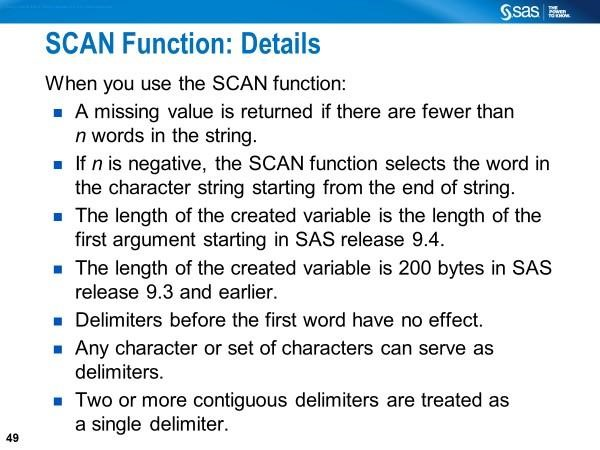 sas THE
POWER
TO KNOW.
SCAN Function: Details
When you use the SCAN function:
■ A missing value is returned if there are fewer than
n words in the string.
■ If n is negative, the SCAN function selects the word in
the character string starting from the end of string.
■ The length of the created variable is the length of the
first argument starting in SAS release 9.4.
■ The length of the created variable is 200 bytes in SAS
release 9.3 and earlier.
■ Delimiters before the first word have no effect.
■ Any character or set of characters can serve as
delimiters.
■ Two or more contiguous delimiters are treated as
a single delimiter.
49